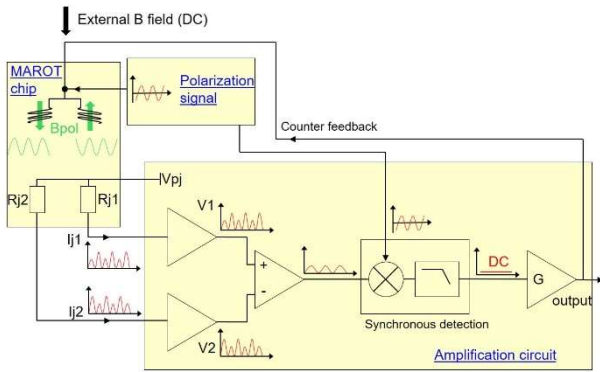 External B field (DC)
MAROT
chip
Polarization
signal
Bpol
Counter feedback
Vpj
Rj2
Rj1
V1
Ij1
+
-
DC
G
output
Ij2
Synchronous detection
V2
Amplification circuit